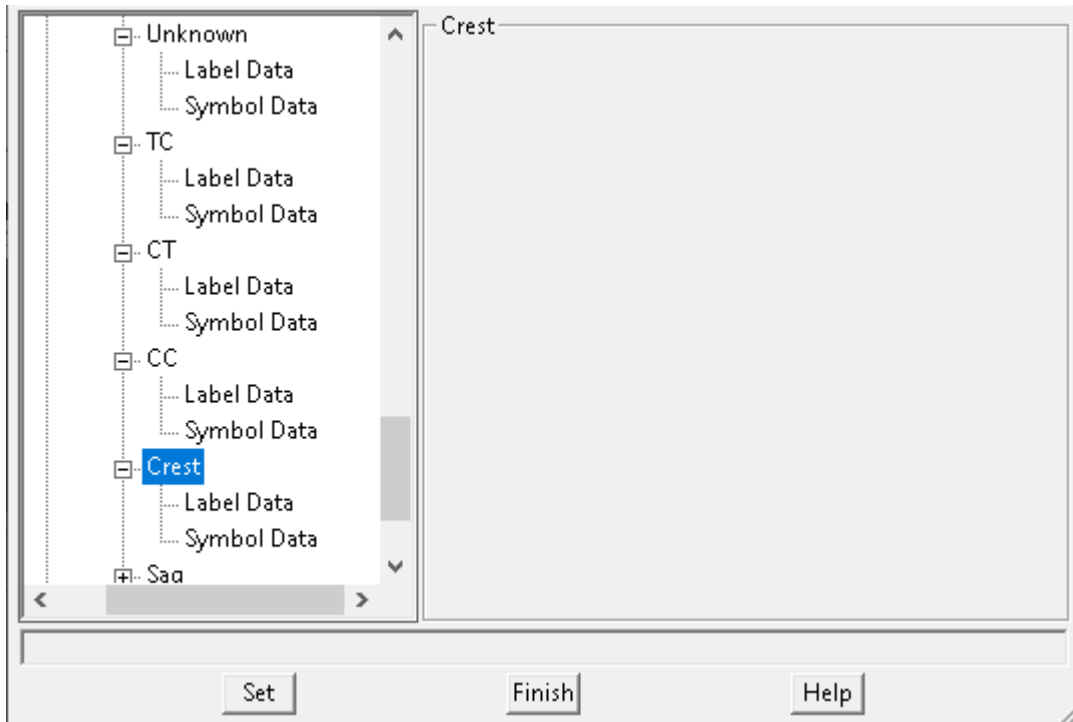 Unknown
Label Data
Symbol Data
TC
Label Data
Symbol Data
CT
Label Data
Symbol Data
CC
Label Data
Symbol Data
Crest
Label Data
Symbol Data
Sag
Crest
Set
Finish
Help